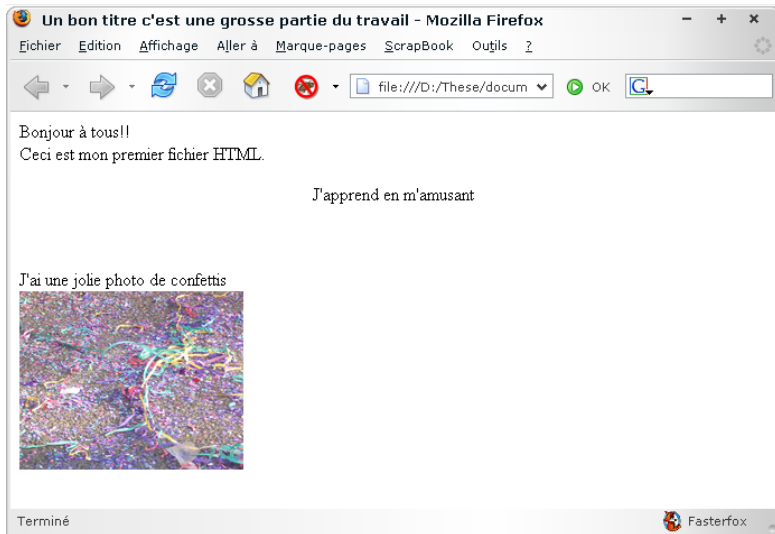 Un bon titre c'est une grosse partie du travail - Mozilla Firefox
Fichier Edition Affichage Aller à Marque-pages ScrapBook Outils ?
file:///D:/These/docum OK G
Bonjour à tous!!
Ceci est mon premier fichier HTML.
J'apprend en m'amusant
J'ai une jolie photo de confettis
Terminé Fasterfox